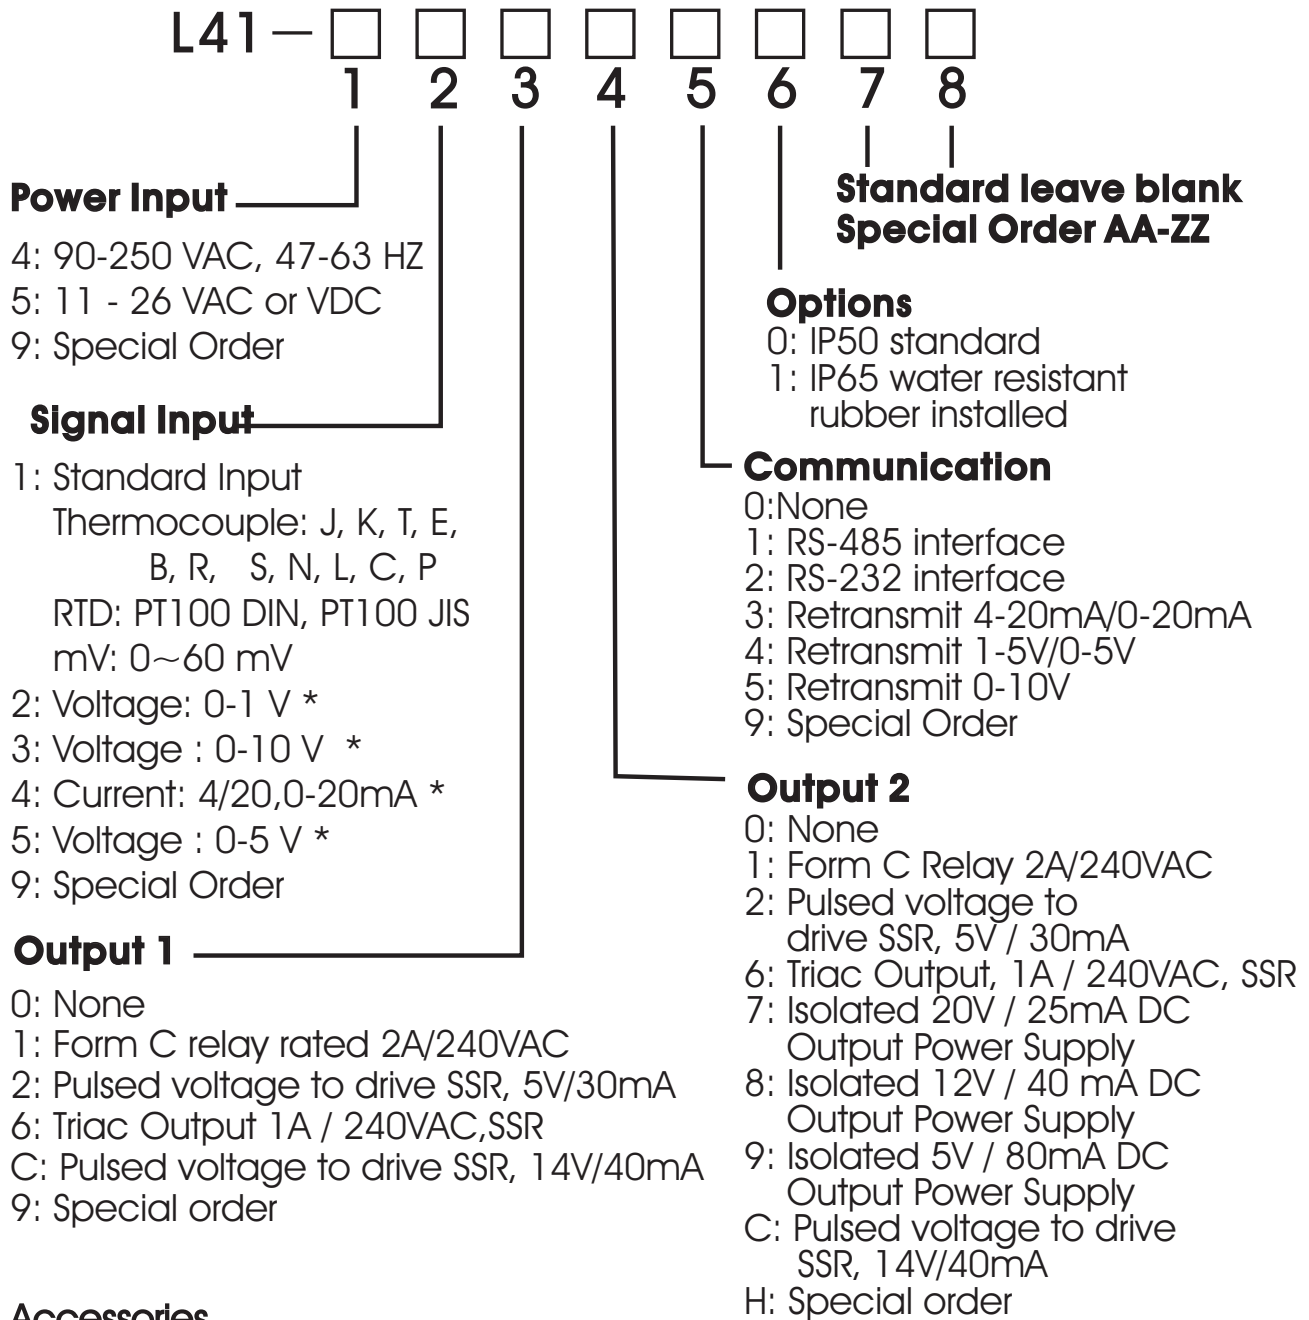 L41 —
1 2 3 4 5 6 7 8
Power Input
4: 90-250 VAC, 47-63 HZ
5: 11 - 26 VAC or VDC
9: Special Order
Signal Input
1: Standard Input
Thermocouple: J, K, T, E,
B, R, S, N, L, C, P
RTD: PT100 DIN, PT100 JIS
mV: 0~60 mV
2: Voltage: 0-1 V *
3: Voltage : 0-10 V *
4: Current: 4/20,0-20mA *
5: Voltage : 0-5 V *
9: Special Order
Output 1
0: None
1: Form C relay rated 2A/240VAC
2: Pulsed voltage to drive SSR, 5V/30mA
6: Triac Output 1A / 240VAC,SSR
C: Pulsed voltage to drive SSR, 14V/40mA
9: Special order
Accessories
Standard leave blank
Special Order AA-ZZ
Options
0: IP50 standard
1: IP65 water resistant
rubber installed
Communication
0:None
1: RS-485 interface
2: RS-232 interface
3: Retransmit 4-20mA/0-20mA
4: Retransmit 1-5V/0-5V
5: Retransmit 0-10V
9: Special Order
Output 2
0: None
1: Form C Relay 2A/240VAC
2: Pulsed voltage to
drive SSR, 5V / 30mA
6: Triac Output, 1A / 240VAC, SSR
7: Isolated 20V / 25mA DC
Output Power Supply
8: Isolated 12V / 40 mA DC
Output Power Supply
9: Isolated 5V / 80mA DC
Output Power Supply
C: Pulsed voltage to drive
SSR, 14V/40mA
H: Special order